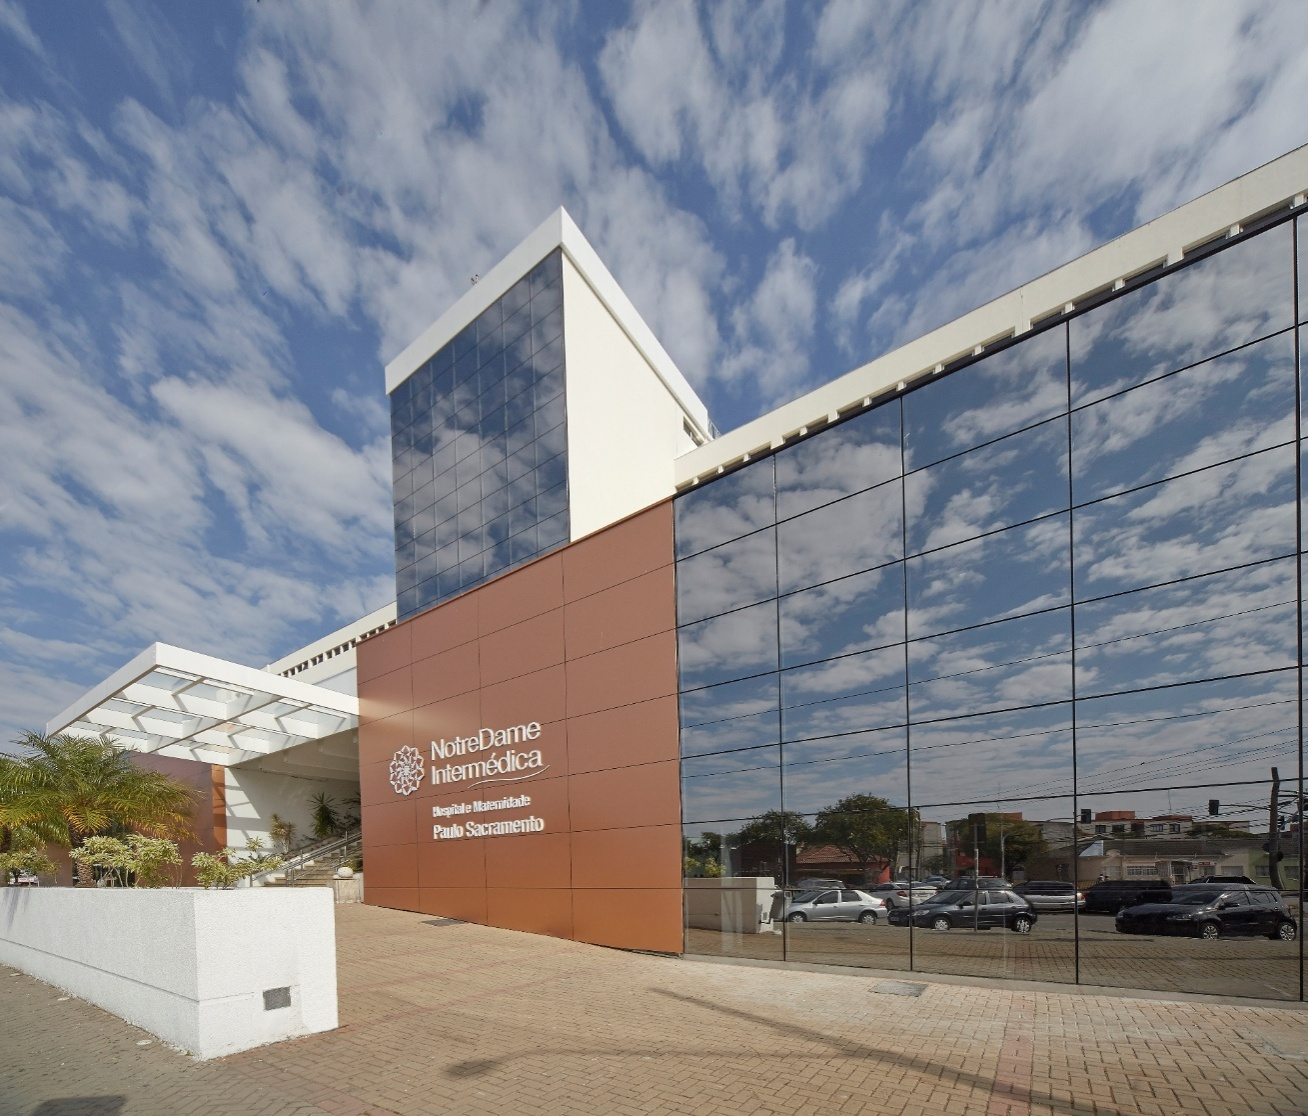 NotreDame
Intermédica
Hospital e Maternidade
Paulo Sacramento